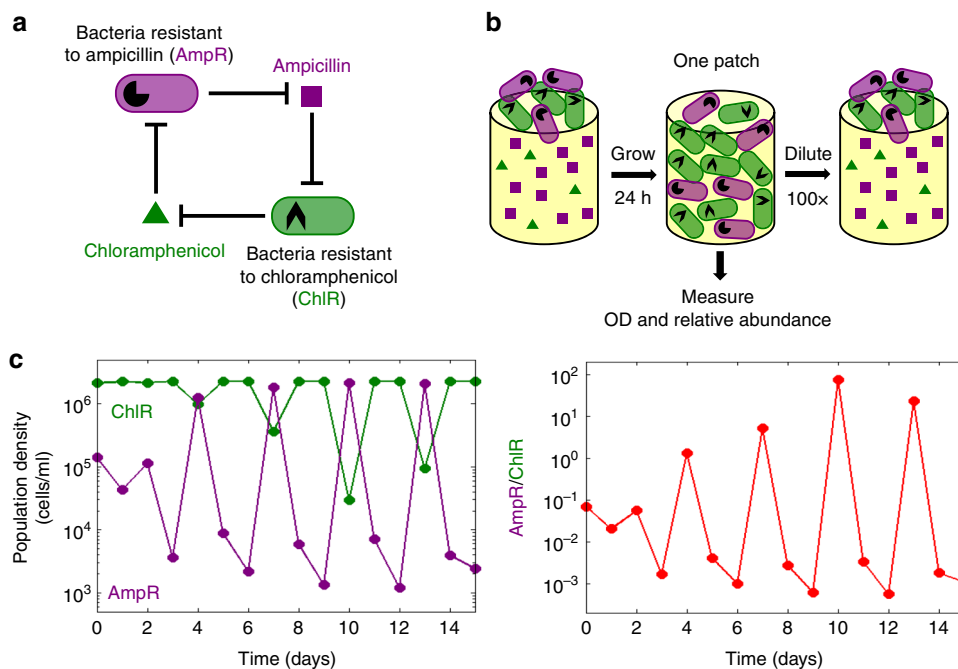 a
Bacteria resistant
to ampicillin (AmpR)
Ampicillin
Chloramphenicol
Bacteria resistant
to chloramphenicol
(ChlR)
b
One patch
Grow
24 h
Dilute
100×
Measure
OD and relative abundance
c
Population density
(cells/ml)
10⁶
10⁵
10⁴
10³
ChlR
AmpR
0 2 4 6 8 10 12 14
Time (days)
AmpR/ChlR
10²
10¹
10⁰
10⁻¹
10⁻²
10⁻³
0 2 4 6 8 10 12 14
Time (days)